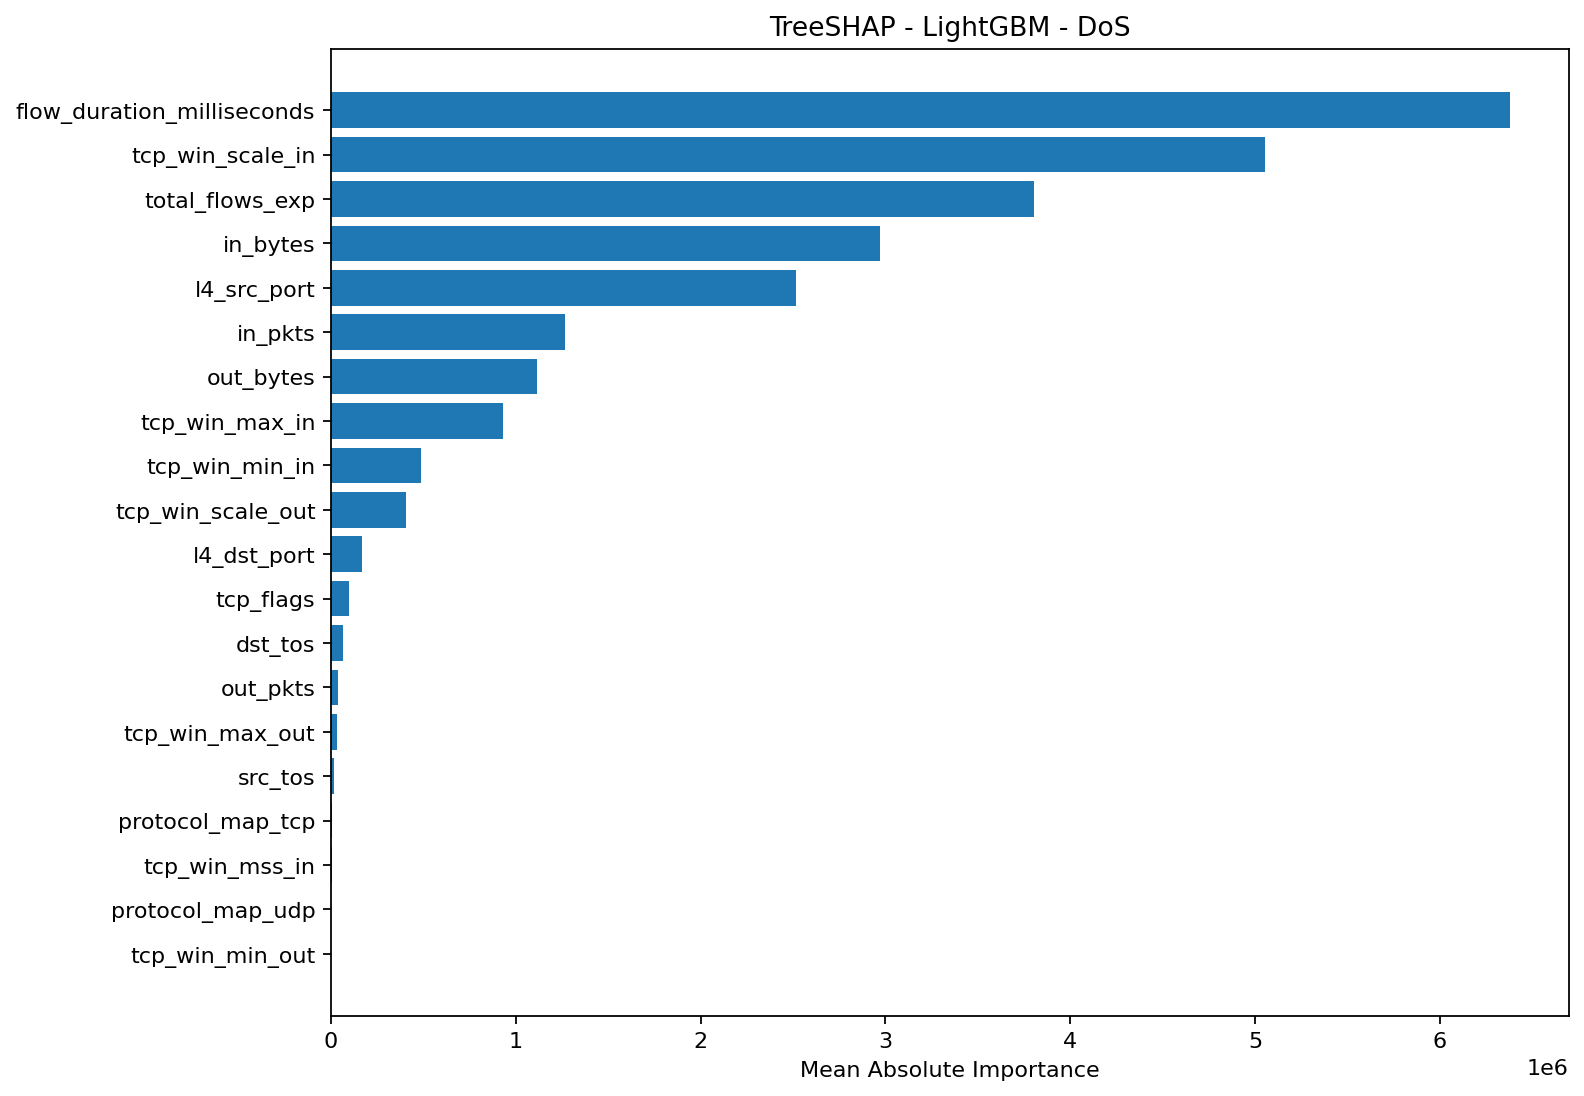 TreeSHAP - LightGBM - DoS
flow_duration_milliseconds
tcp_win_scale_in
total_flows_exp
in_bytes
l4_src_port
in_pkts
out_bytes
tcp_win_max_in
tcp_win_min_in
tcp_win_scale_out
l4_dst_port
tcp_flags
dst_tos
out_pkts
tcp_win_max_out
src_tos
protocol_map_tcp
tcp_win_mss_in
protocol_map_udp
tcp_win_min_out
0 1 2 3 4 5 6
1e6
Mean Absolute Importance